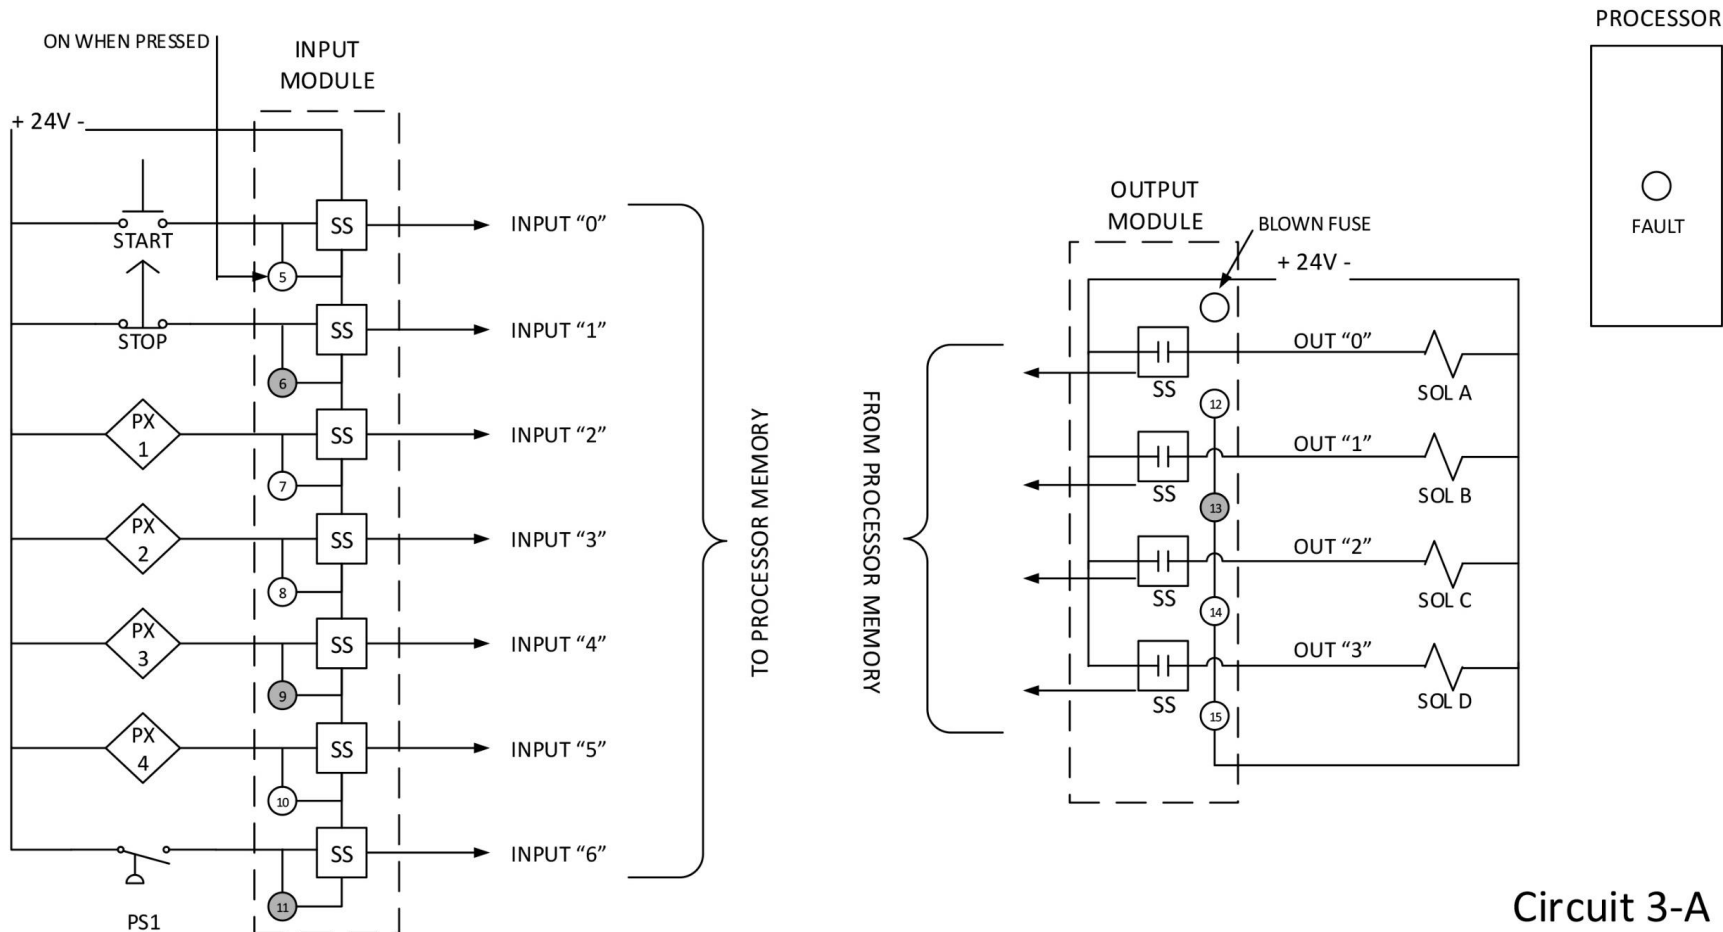 PROCESSOR
FAULT
ON WHEN PRESSED
INPUT
MODULE
+ 24V -
START
STOP
PX
1
PX
2
PX
3
PX
4
PS1
SS
5
SS
6
SS
7
SS
8
SS
9
SS
10
SS
11
INPUT “0”
INPUT “1”
INPUT “2”
INPUT “3”
INPUT “4”
INPUT “5”
INPUT “6”
TO PROCESSOR MEMORY
FROM PROCESSOR MEMORY
OUTPUT
MODULE
BLOWN FUSE
+ 24V -
OUT “0”
SS
SOL A
12
OUT “1”
SS
SOL B
13
OUT “2”
SS
SOL C
14
OUT “3”
SS
SOL D
15
Circuit 3-A